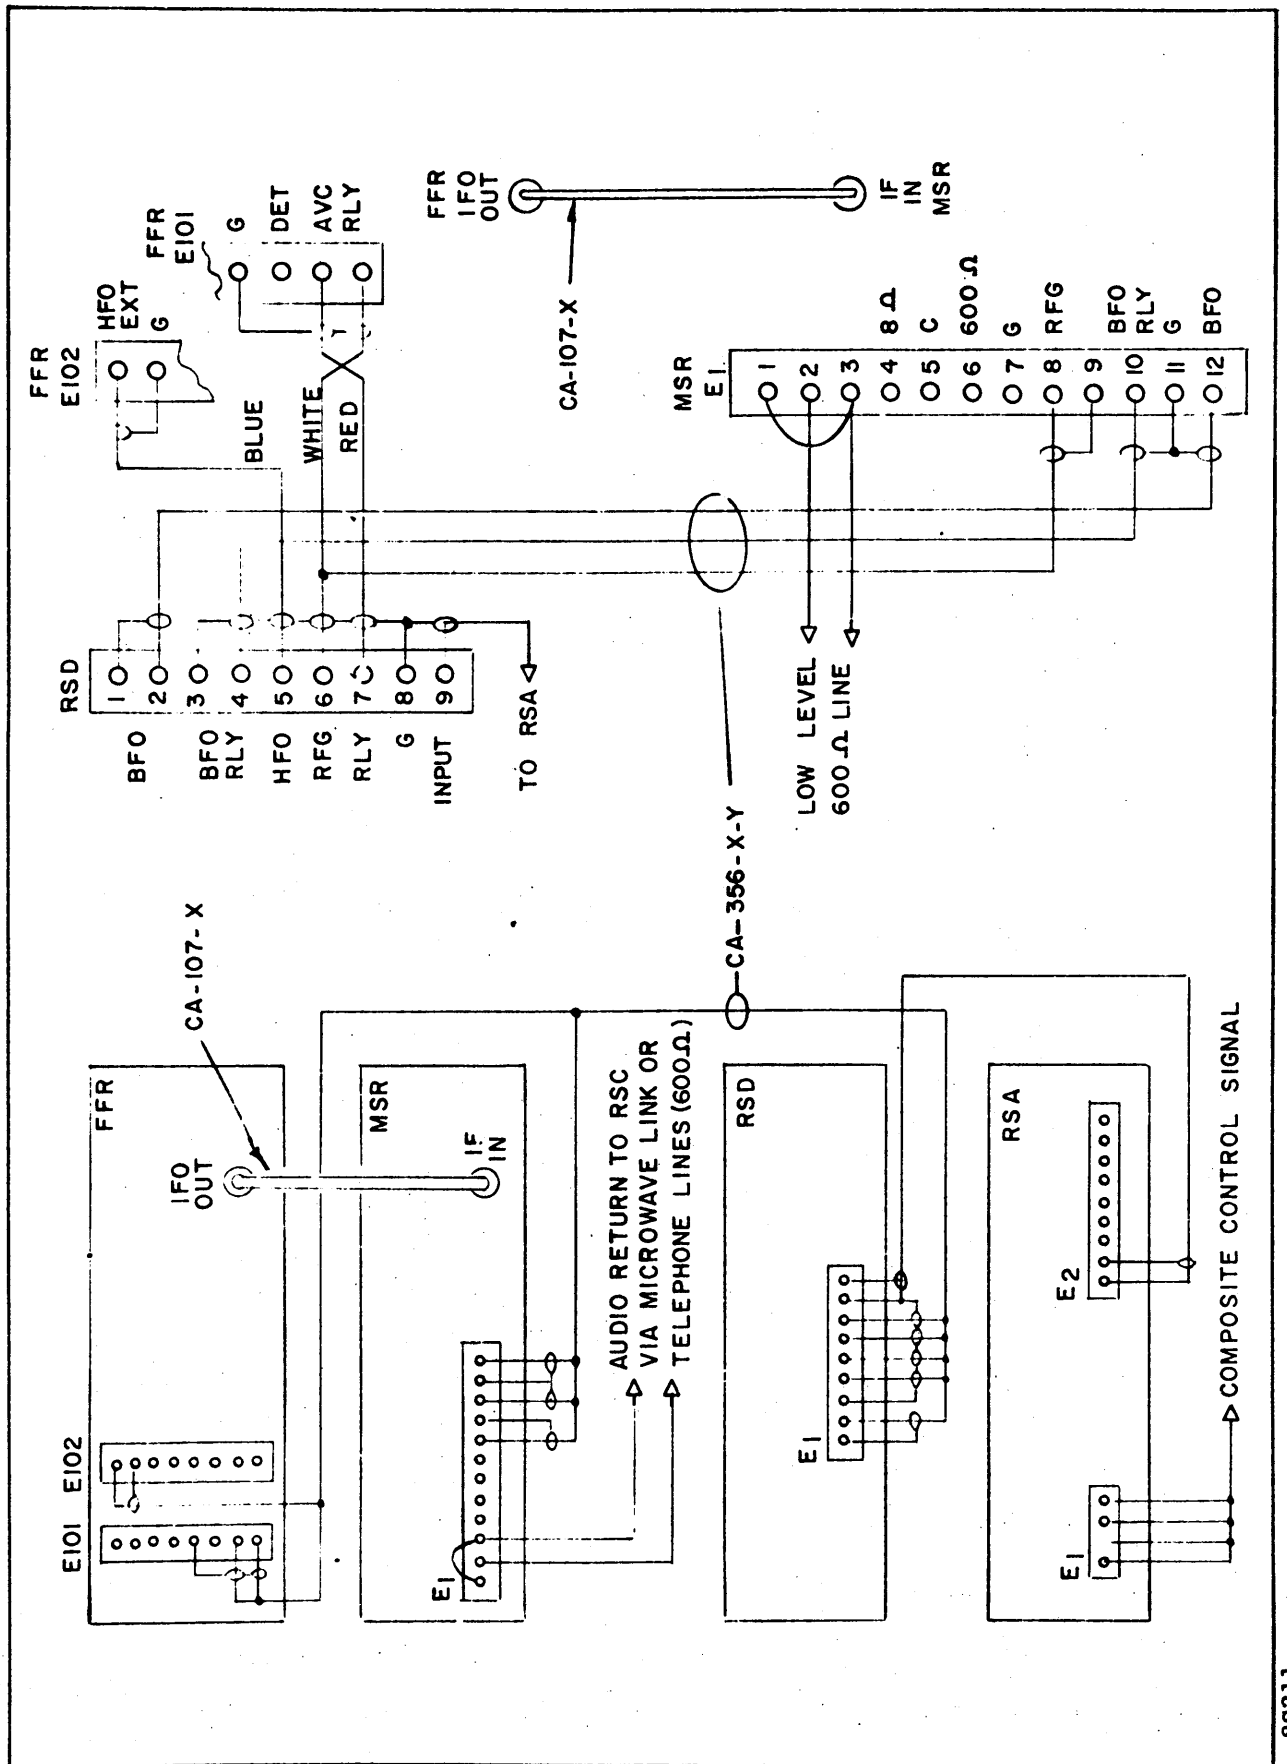 FFR
E102
HFO
EXT
G
FFR
E101
G
DET
AVC
RLY
BLUE
WHITE
RED
RSD
1
2
3
4
5
6
7
8
9
BFO
BFO
RLY
HFO
RFG
RLY
G
INPUT
TO RSA
FFR
IFO
OUT
CA-107-X
IF
IN
MSR
MSR
E1
1
2
3
4
5
6
7
8
9
10
11
12
8Ω
C
600Ω
G
RFG
BFO
RLY
G
BFO
LOW LEVEL
600Ω LINE
CA-356-X-Y
CA-107-X
FFR
IFO
OUT
E101
E102
MSR
IF
IN
E1
AUDIO RETURN TO RSC
VIA MICROWAVE LINK OR
TELEPHONE LINES (600Ω)
RSD
E1
RSA
E2
E1
COMPOSITE CONTROL SIGNAL